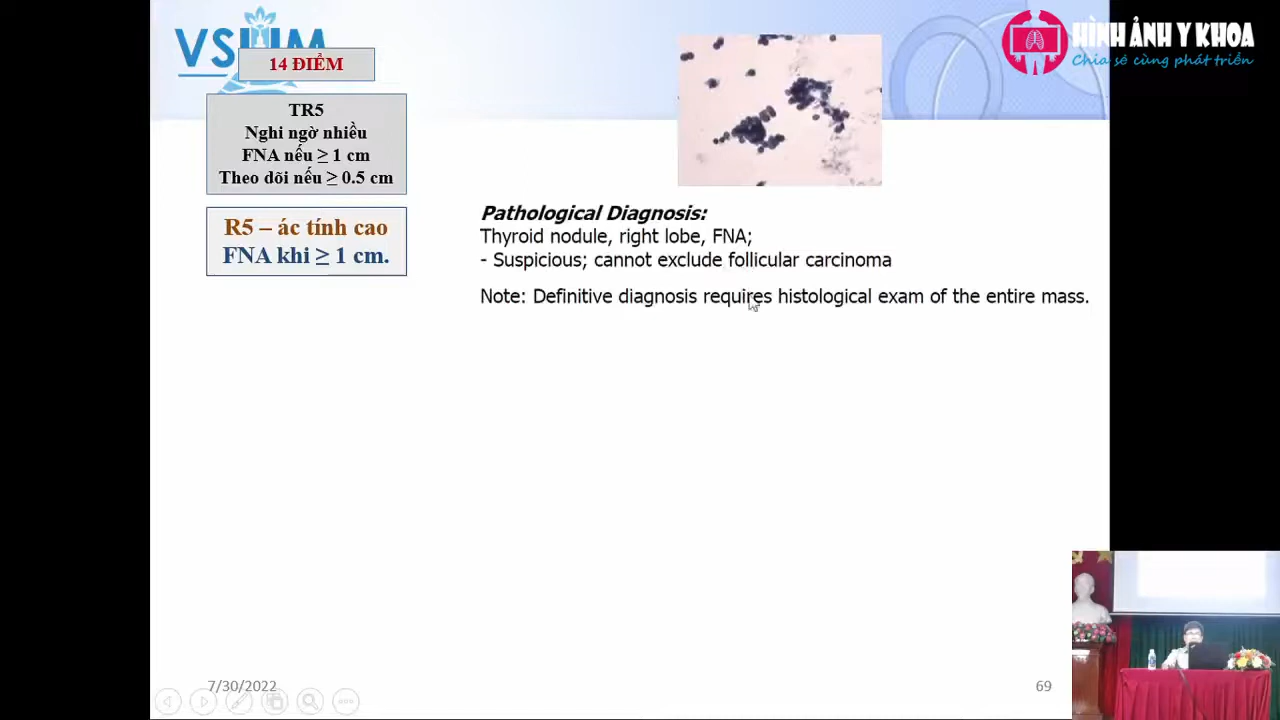 VSUM
14 ĐIỂM
TR5
Nghi ngờ nhiều
FNA nếu ≥ 1 cm
Theo dõi nếu ≥ 0.5 cm
R5 – ác tính cao
FNA khi ≥ 1 cm.
HÌNH ẢNH Y KHOA
Chia sẻ cùng phát triển
Pathological Diagnosis:
Thyroid nodule, right lobe, FNA;
- Suspicious; cannot exclude follicular carcinoma
Note: Definitive diagnosis requires histological exam of the entire mass.
7/30/2022
69